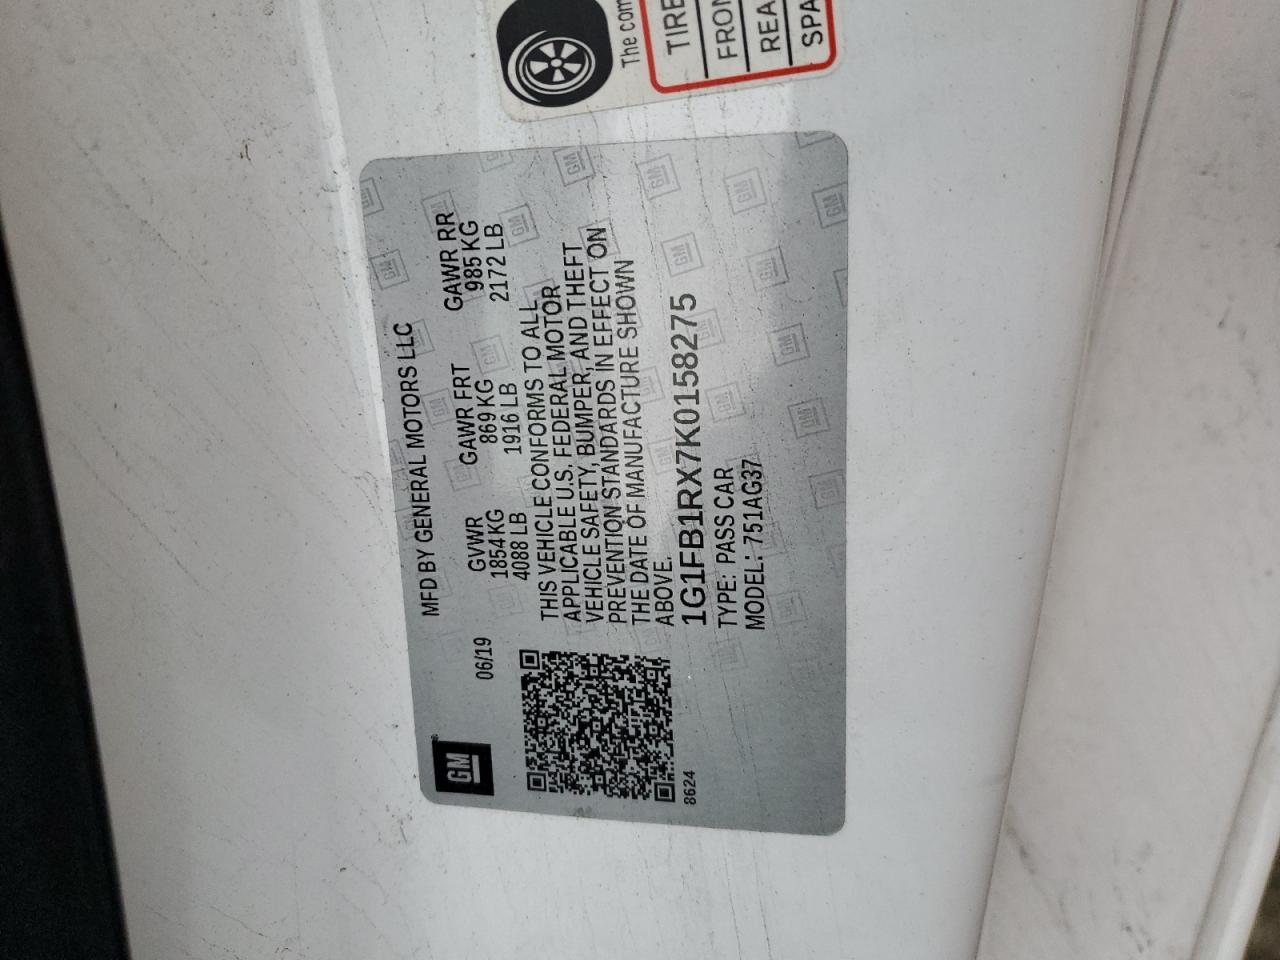 The com
TIRE
FRON
REA
SPA
GM
MFD BY GENERAL MOTORS LLC
06/19
GVWR GAWR FRT GAWR RR
1854 KG 869 KG 985 KG
4088 LB 1916 LB 2172 LB
THIS VEHICLE CONFORMS TO ALL
APPLICABLE U.S. FEDERAL MOTOR
VEHICLE SAFETY, BUMPER, AND THEFT
PREVENTION STANDARDS IN EFFECT ON
THE DATE OF MANUFACTURE SHOWN
ABOVE.
1G1FB1RX7K0158275
TYPE: PASS CAR
MODEL: 751AG37
8624